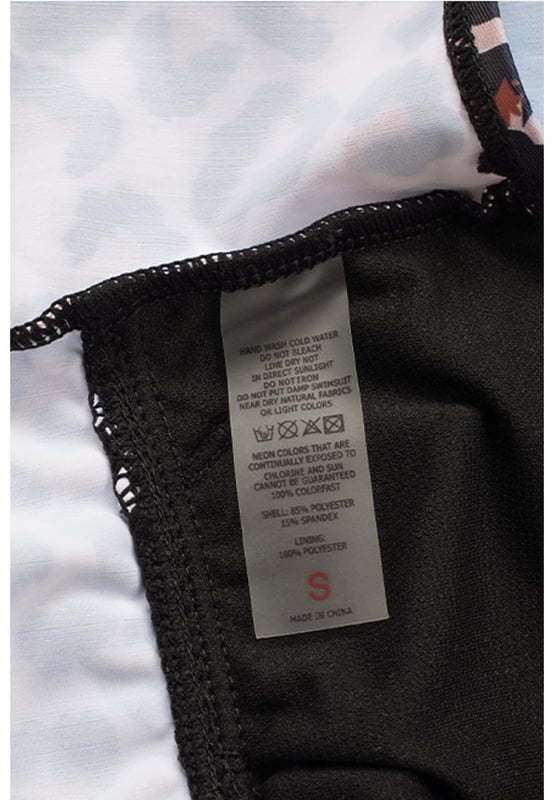 HAND WASH COLD WATER
DO NOT BLEACH
LINE DRY NOT
IN DIRECT SUNLIGHT
DO NOT IRON
DO NOT PUT DAMP SWIMSUIT
NEAR DRY NATURAL FABRICS
OR LIGHT COLORS
NEON COLORS THAT ARE
CONTINUALLY EXPOSED TO
CHLORINE AND SUN
CANNOT BE GUARANTEED
100% COLORFAST
SHELL: 85% POLYESTER
15% SPANDEX
LINING:
100% POLYESTER
S
MADE IN CHINA